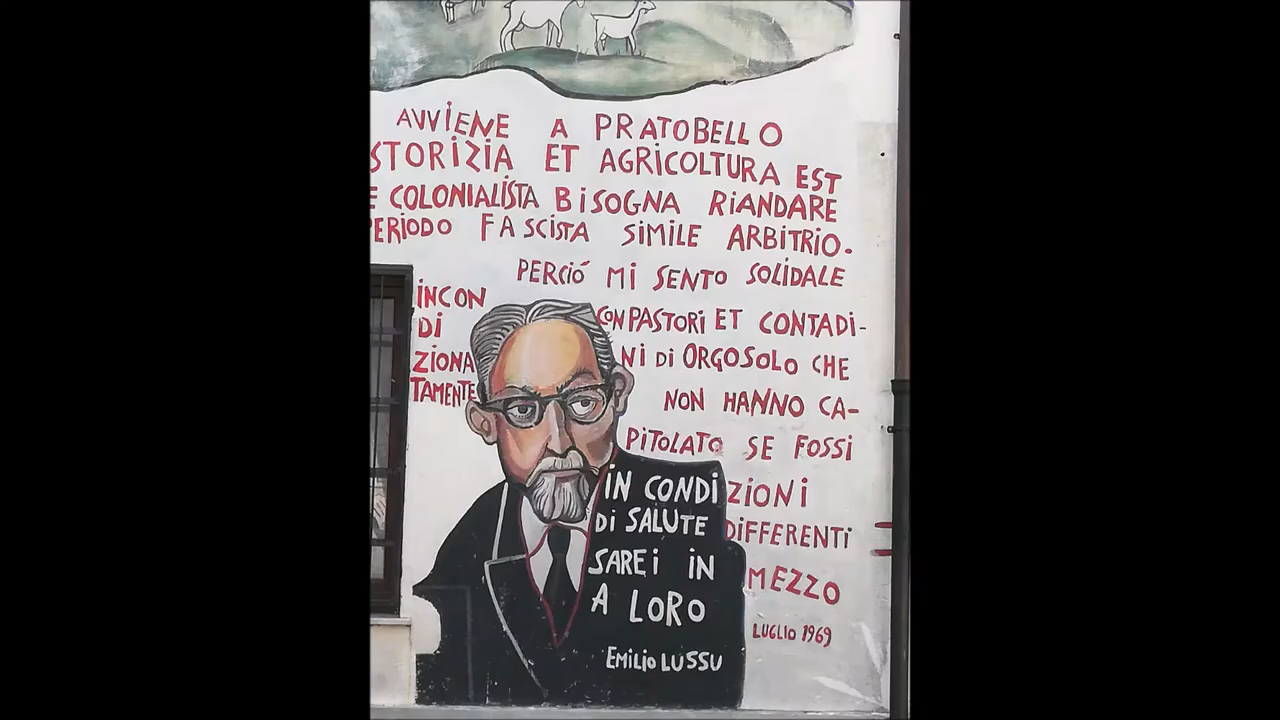 AVVIENE A PRATOBELLO
STORIZIA ET AGRICOLTURA EST
E COLONIALISTA BISOGNA RIANDARE
PERIODO FASCISTA SIMILE ARBITRIO.
PERCIÓ MI SENTO SOLIDALE
INCON
DI
ZIONA
TAMENTE
CON PASTORI ET CONTADI-
NI DI ORGOSOLO CHE
NON HANNO CA-
PITOLATO SE FOSSI
IN CONDIZIONI
DI SALUTE DIFFERENTI
SAREI IN MEZZO
A LORO
LUGLIO 1969
EMILIO LUSSU